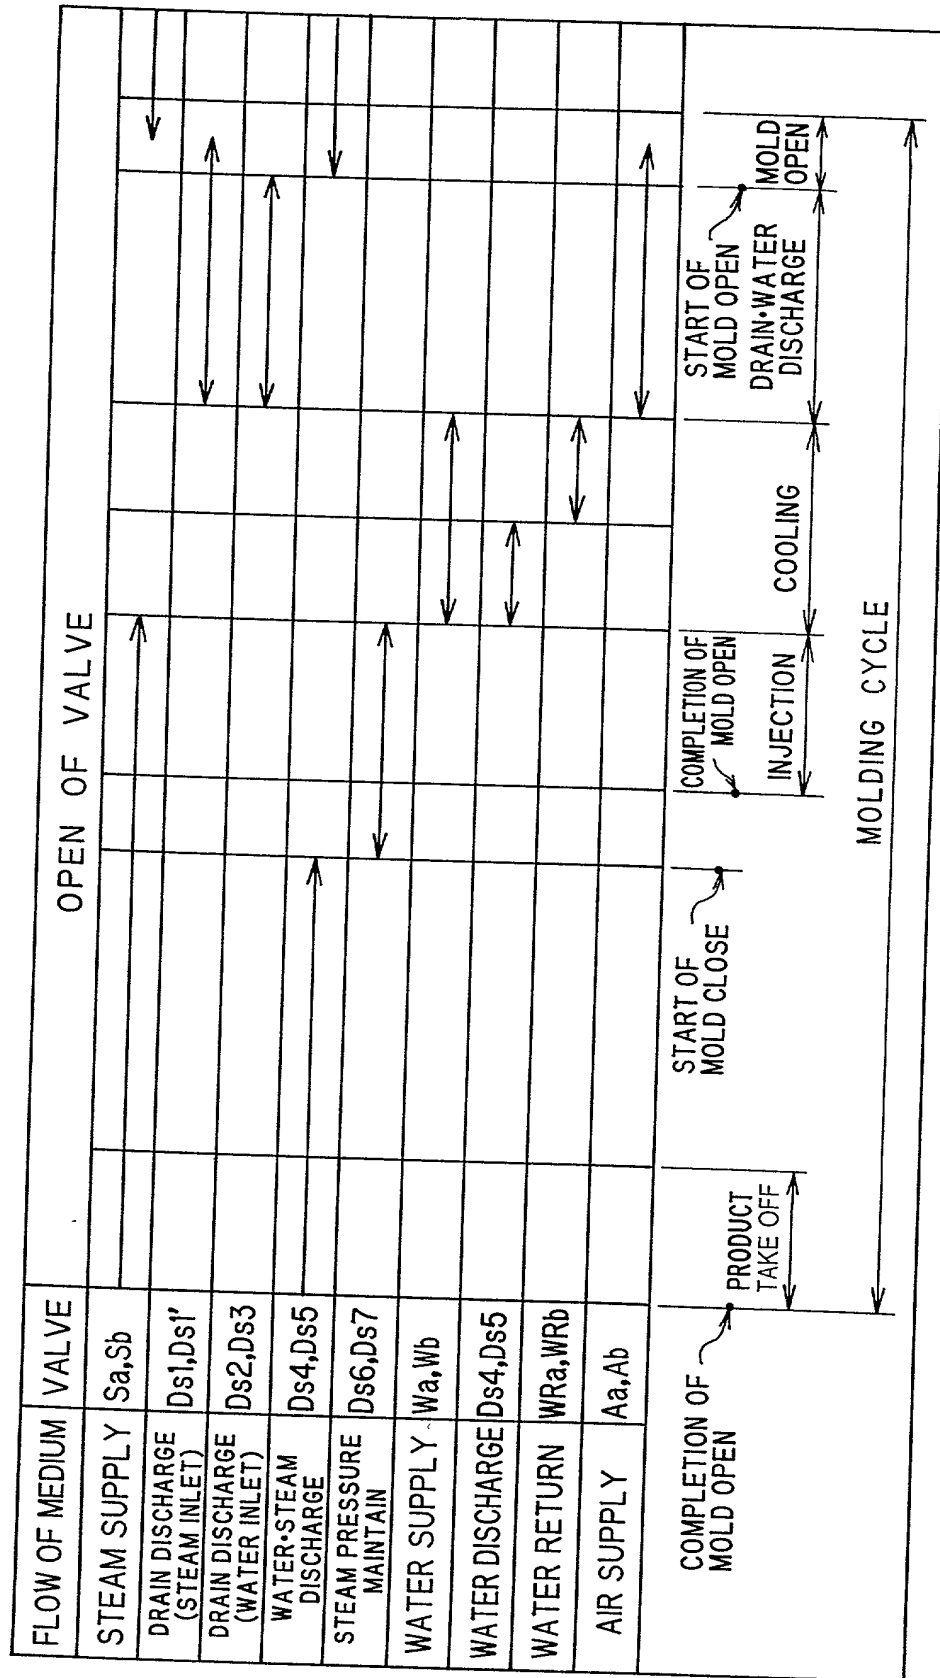 FLOW OF MEDIUM
VALVE
OPEN OF VALVE
STEAM SUPPLY
Sa,Sb
DRAIN DISCHARGE
(STEAM INLET)
Ds1,Ds1'
DRAIN DISCHARGE
(WATER INLET)
Ds2,Ds3
WATER•STEAM
DISCHARGE
Ds4,Ds5
STEAM PRESSURE
MAINTAIN
Ds6,Ds7
WATER SUPPLY
Wa,Wb
WATER DISCHARGE
Ds4,Ds5
WATER RETURN
WRa,WRb
AIR SUPPLY
Aa,Ab
COMPLETION OF
MOLD OPEN
PRODUCT
TAKE OFF
START OF
MOLD CLOSE
COMPLETION OF
MOLD OPEN
INJECTION
COOLING
START OF
MOLD OPEN
DRAIN•WATER
DISCHARGE
MOLD
OPEN
MOLDING CYCLE